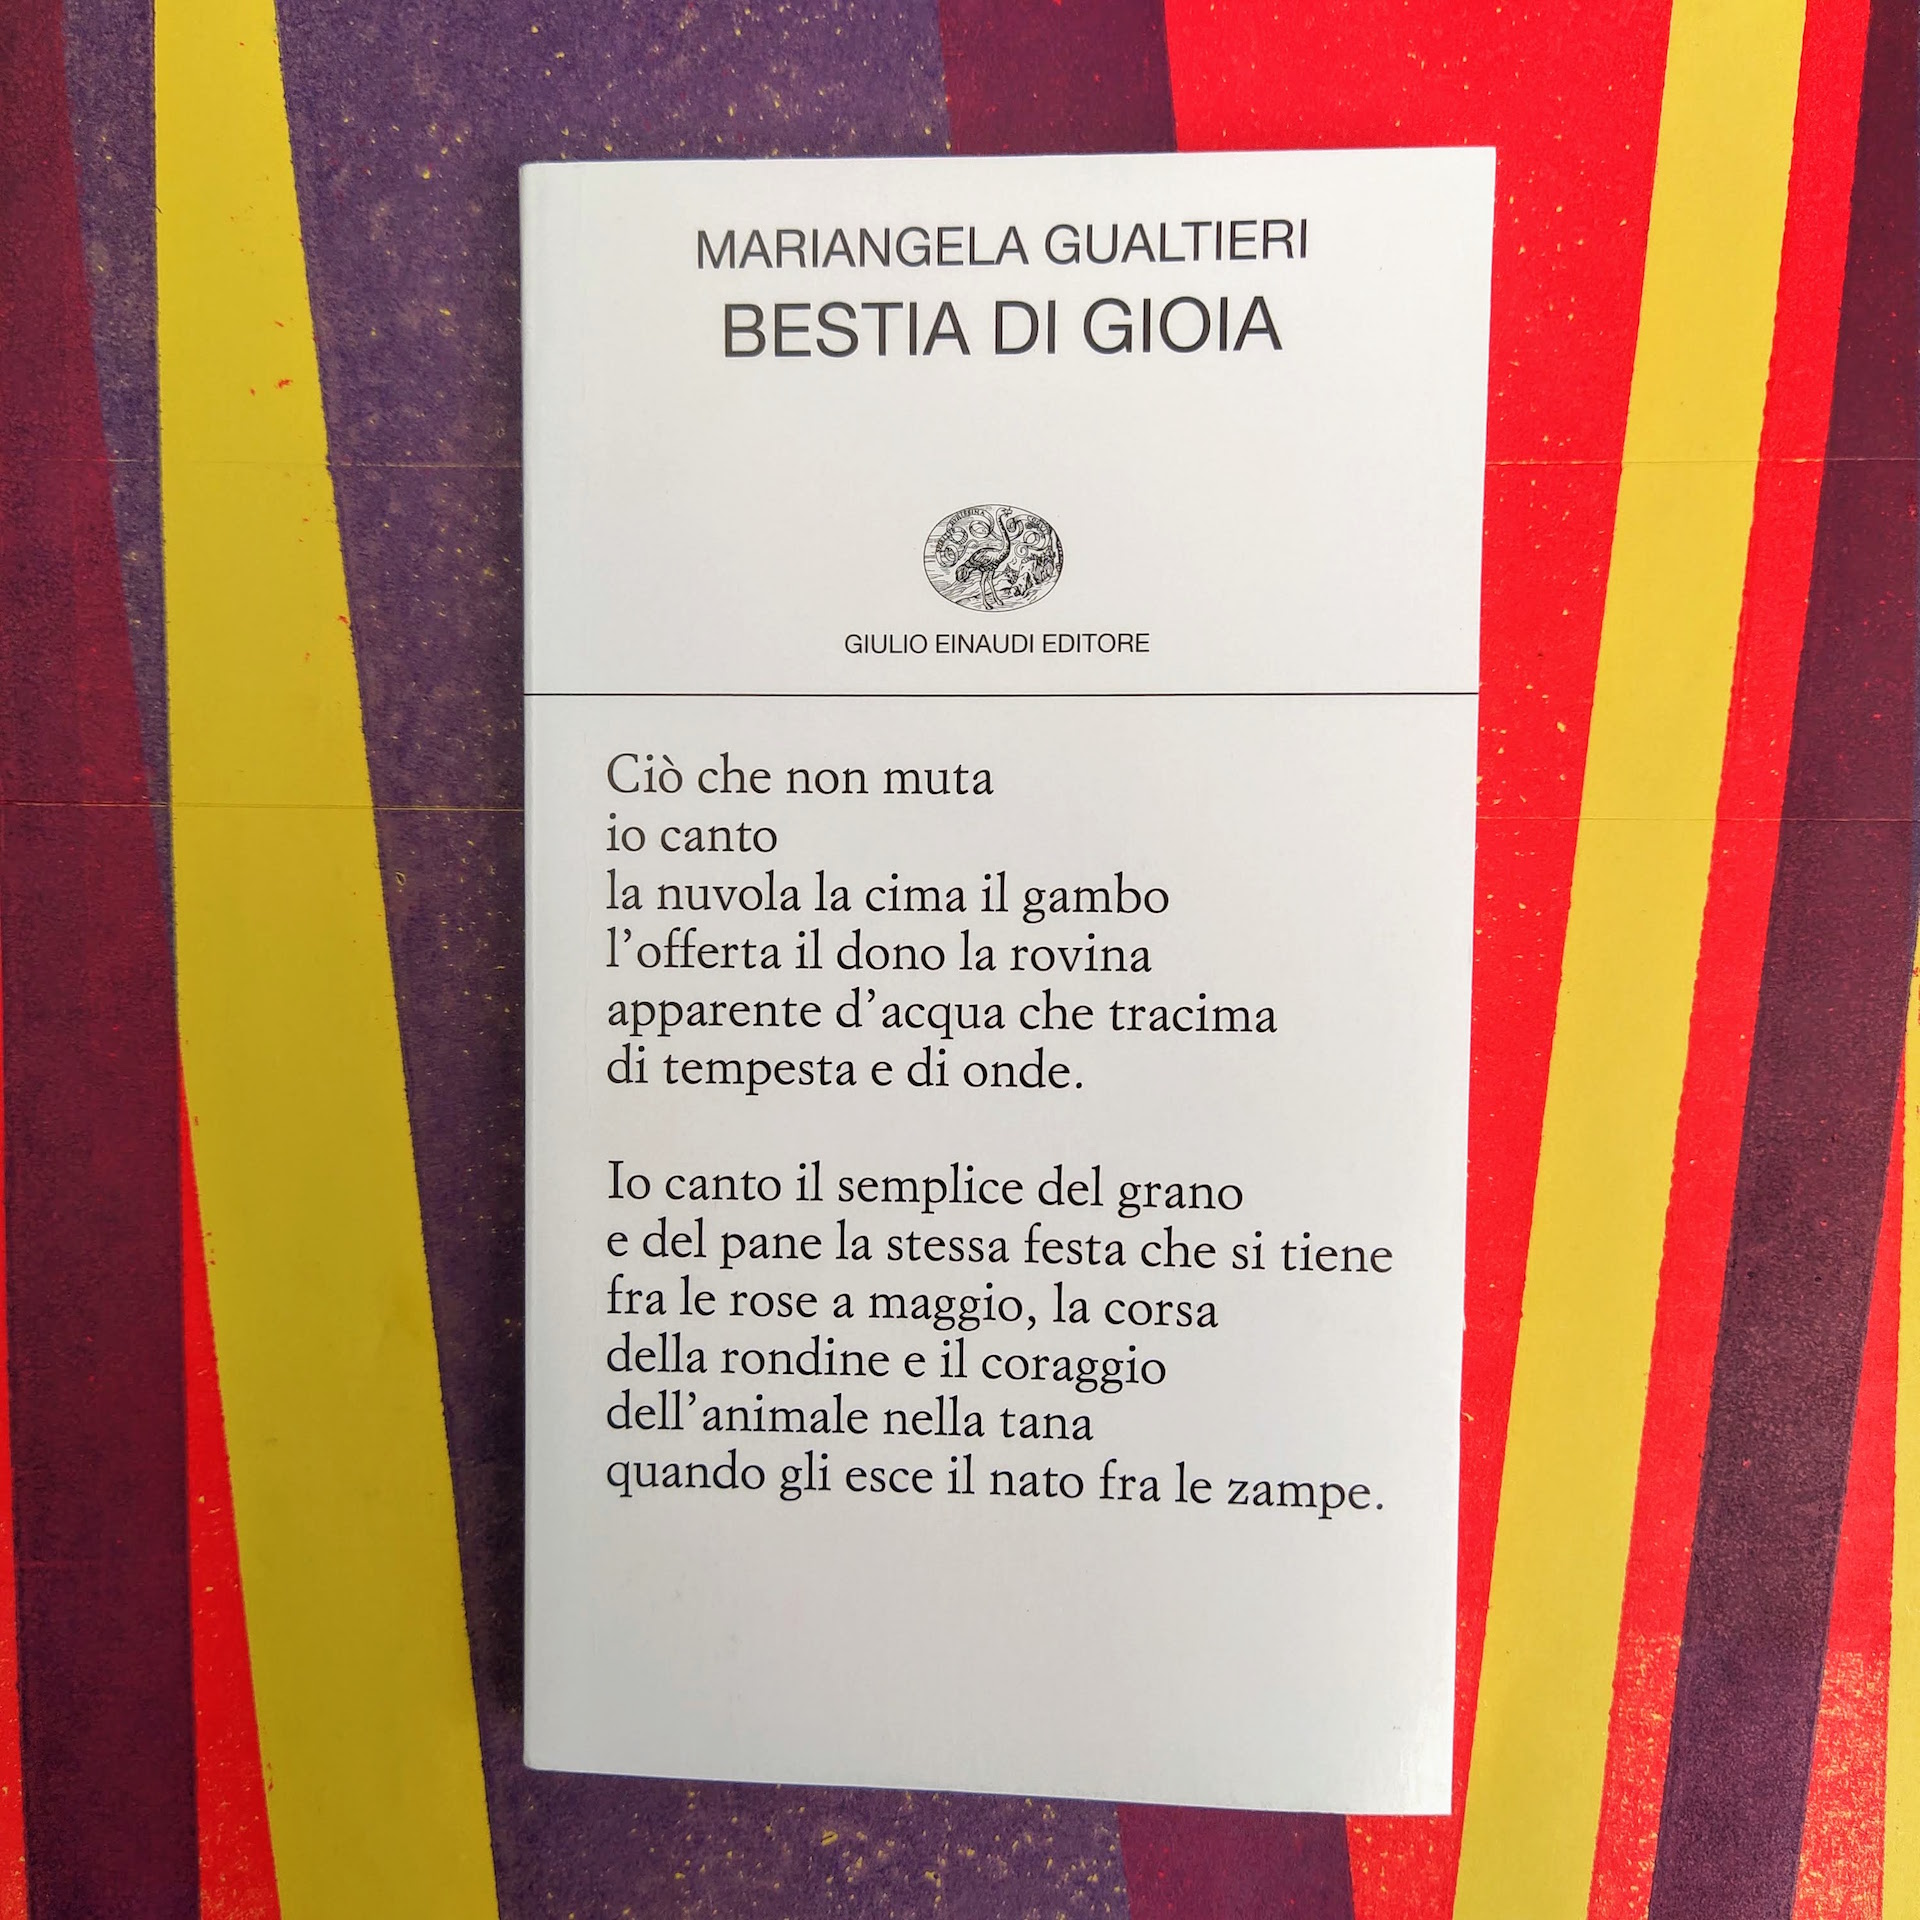 MARIANGELA GUALTIERI
BESTIA DI GIOIA
GIULIO EINAUDI EDITORE
Ciò che non muta
io canto
la nuvola la cima il gambo
l’offerta il dono la rovina
apparente d’acqua che tracima
di tempesta e di onde.
Io canto il semplice del grano
e del pane la stessa festa che si tiene
fra le rose a maggio, la corsa
della rondine e il coraggio
dell’animale nella tana
quando gli esce il nato fra le zampe.